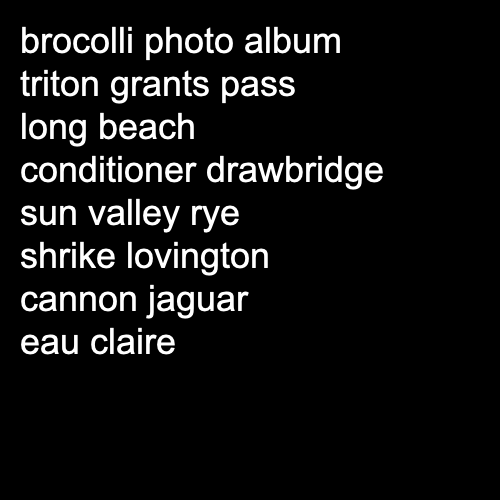 brocolli photo album
triton grants pass
long beach
conditioner drawbridge
sun valley rye
shrike lovington
cannon jaguar
eau claire